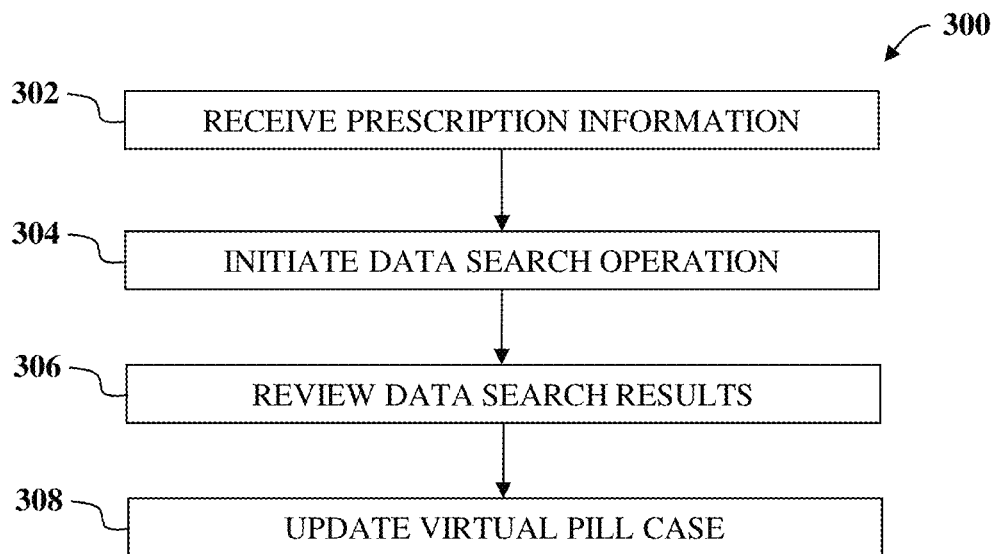 300
302
RECEIVE PRESCRIPTION INFORMATION
304
INITIATE DATA SEARCH OPERATION
306
REVIEW DATA SEARCH RESULTS
308
UPDATE VIRTUAL PILL CASE